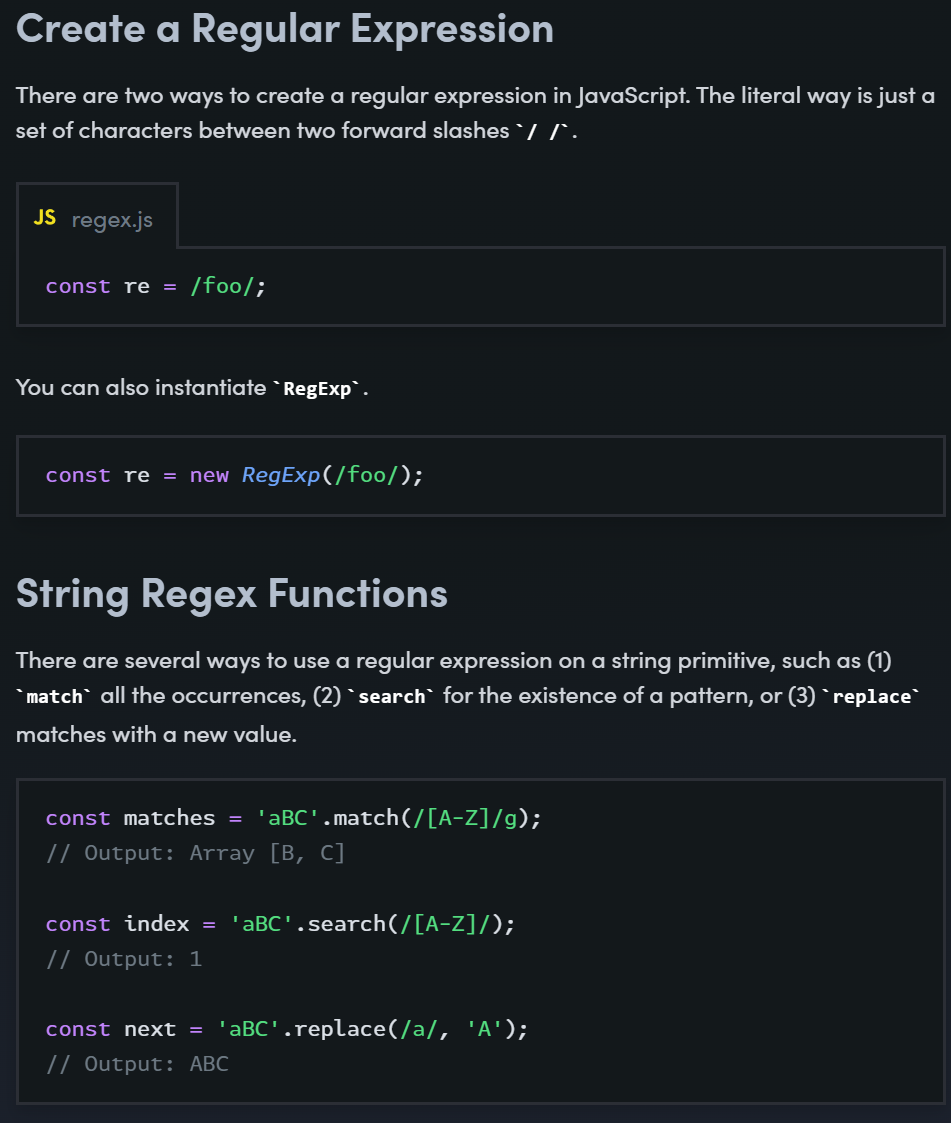 Create a Regular Expression
There are two ways to create a regular expression in JavaScript. The literal way is just a
set of characters between two forward slashes `/ /`.
JS regex.js
const re = /foo/;
You can also instantiate `RegExp`.
const re = new RegExp(/foo/);
String Regex Functions
There are several ways to use a regular expression on a string primitive, such as (1)
`match` all the occurrences, (2) `search` for the existence of a pattern, or (3) `replace`
matches with a new value.
const matches = 'aBC'.match(/[A-Z]/g);
// Output: Array [B, C]
const index = 'aBC'.search(/[A-Z]/);
// Output: 1
const next = 'aBC'.replace(/a/, 'A');
// Output: ABC